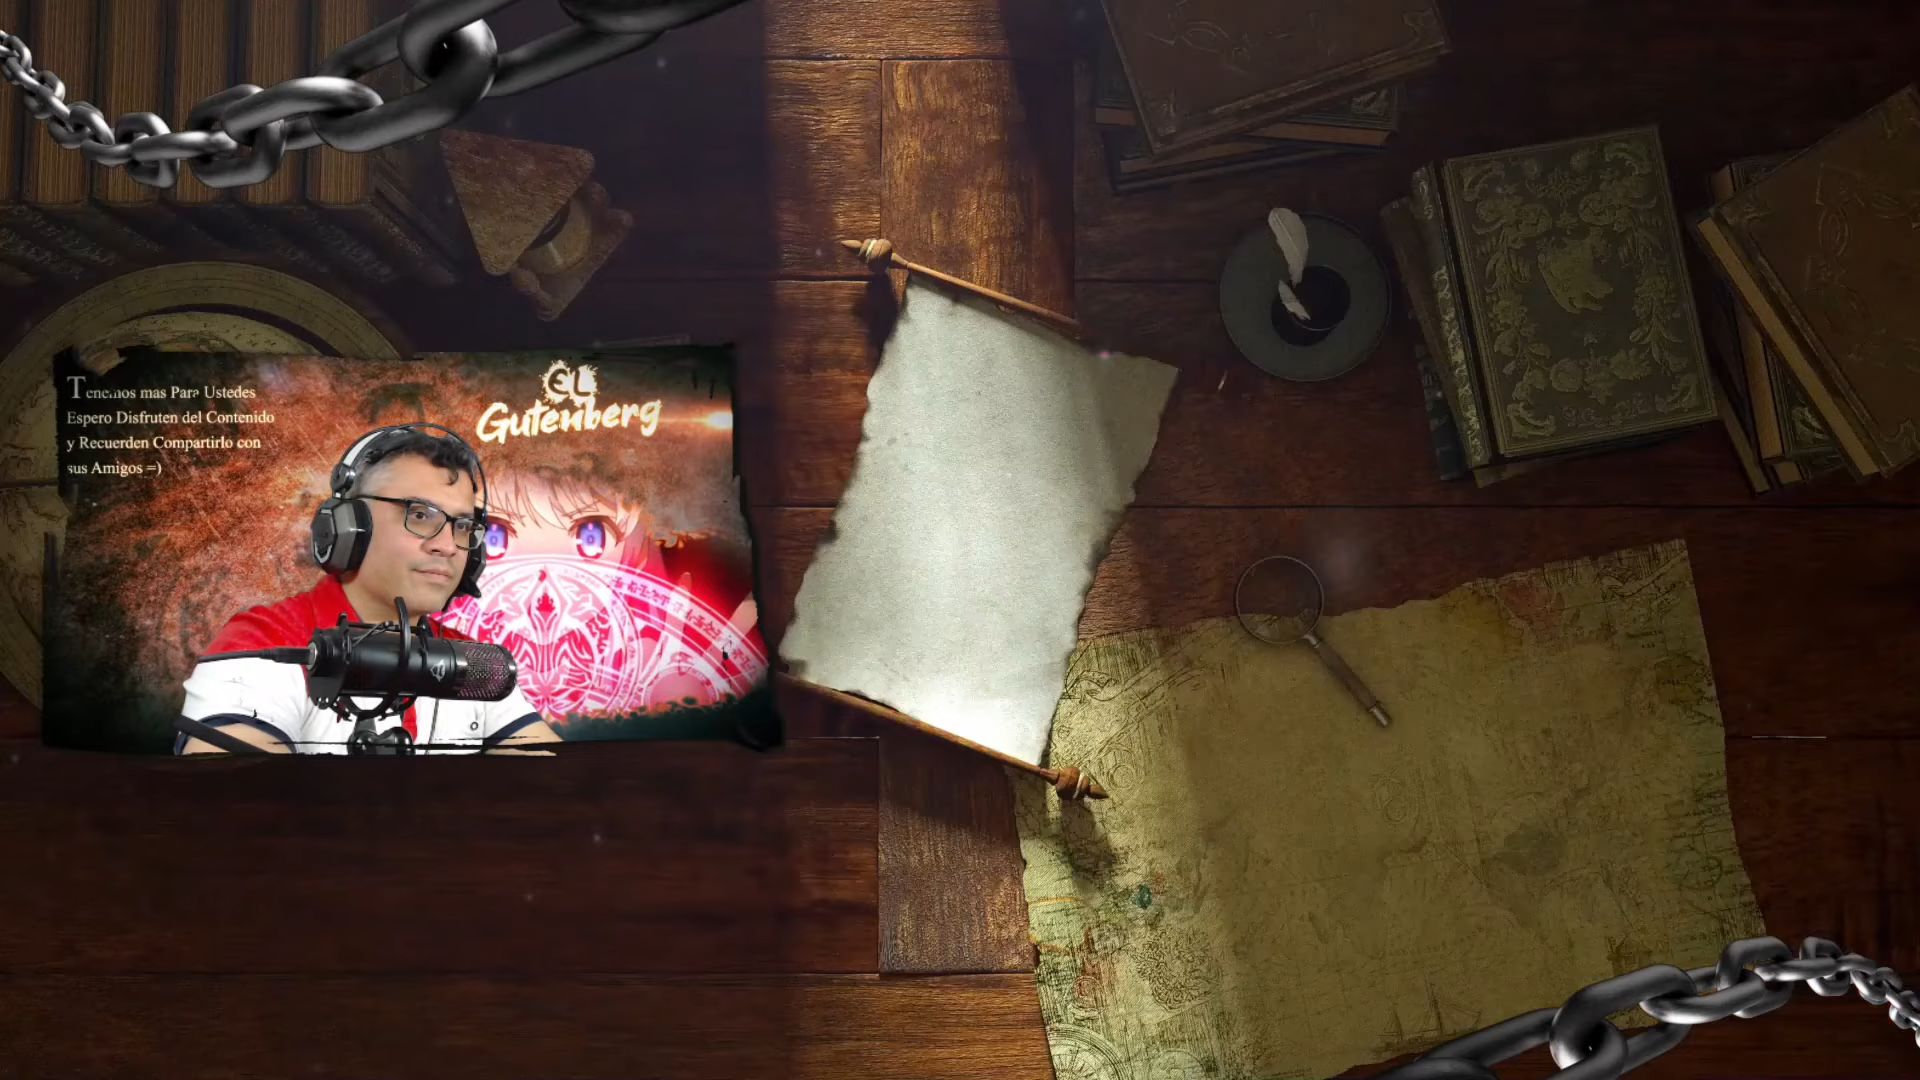 Tenemos mas Para Ustedes
Espero Disfruten del Contenido
y Recuerden Compartirlo con
sus Amigos =)
EL
Gutenberg